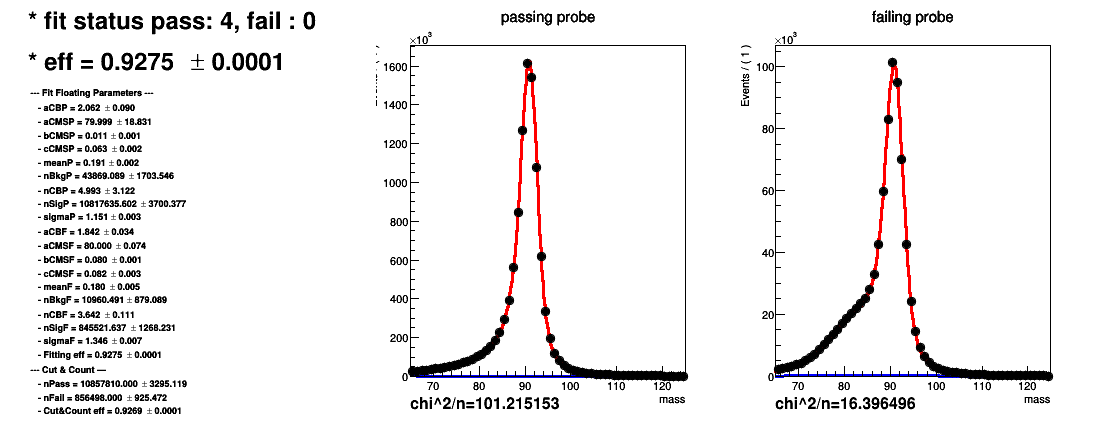 * fit status pass: 4, fail : 0
* eff = 0.9275 ± 0.0001
--- Fit Floating Parameters ---
- aCBP = 2.062 ± 0.090
- aCMSP = 79.999 ± 18.831
- bCMSP = 0.011 ± 0.001
- cCMSP = 0.063 ± 0.002
- meanP = 0.191 ± 0.002
- nBkgP = 43869.089 ± 1703.546
- nCBP = 4.993 ± 3.122
- nSigP = 10817635.602 ± 3700.377
- sigmaP = 1.151 ± 0.003
- aCBF = 1.842 ± 0.034
- aCMSF = 80.000 ± 0.074
- bCMSF = 0.080 ± 0.001
- cCMSF = 0.082 ± 0.003
- meanF = 0.180 ± 0.005
- nBkgF = 10960.491 ± 879.089
- nCBF = 3.642 ± 0.111
- nSigF = 845521.637 ± 1268.231
- sigmaF = 1.346 ± 0.007
- Fitting eff = 0.9275 ± 0.0001
--- Cut & Count ---
- nPass = 10857810.000 ± 3295.119
- nFail = 856498.000 ± 925.472
- Cut&Count eff = 0.9269 ± 0.0001
passing probe
×10³
1600
1400
1200
1000
800
600
400
200
0
70 80 90 100 110 120
mass
chi^2/n=101.215153
failing probe
×10³
Events / ( 1 )
100
80
60
40
20
0
70 80 90 100 110 120
mass
chi^2/n=16.396496